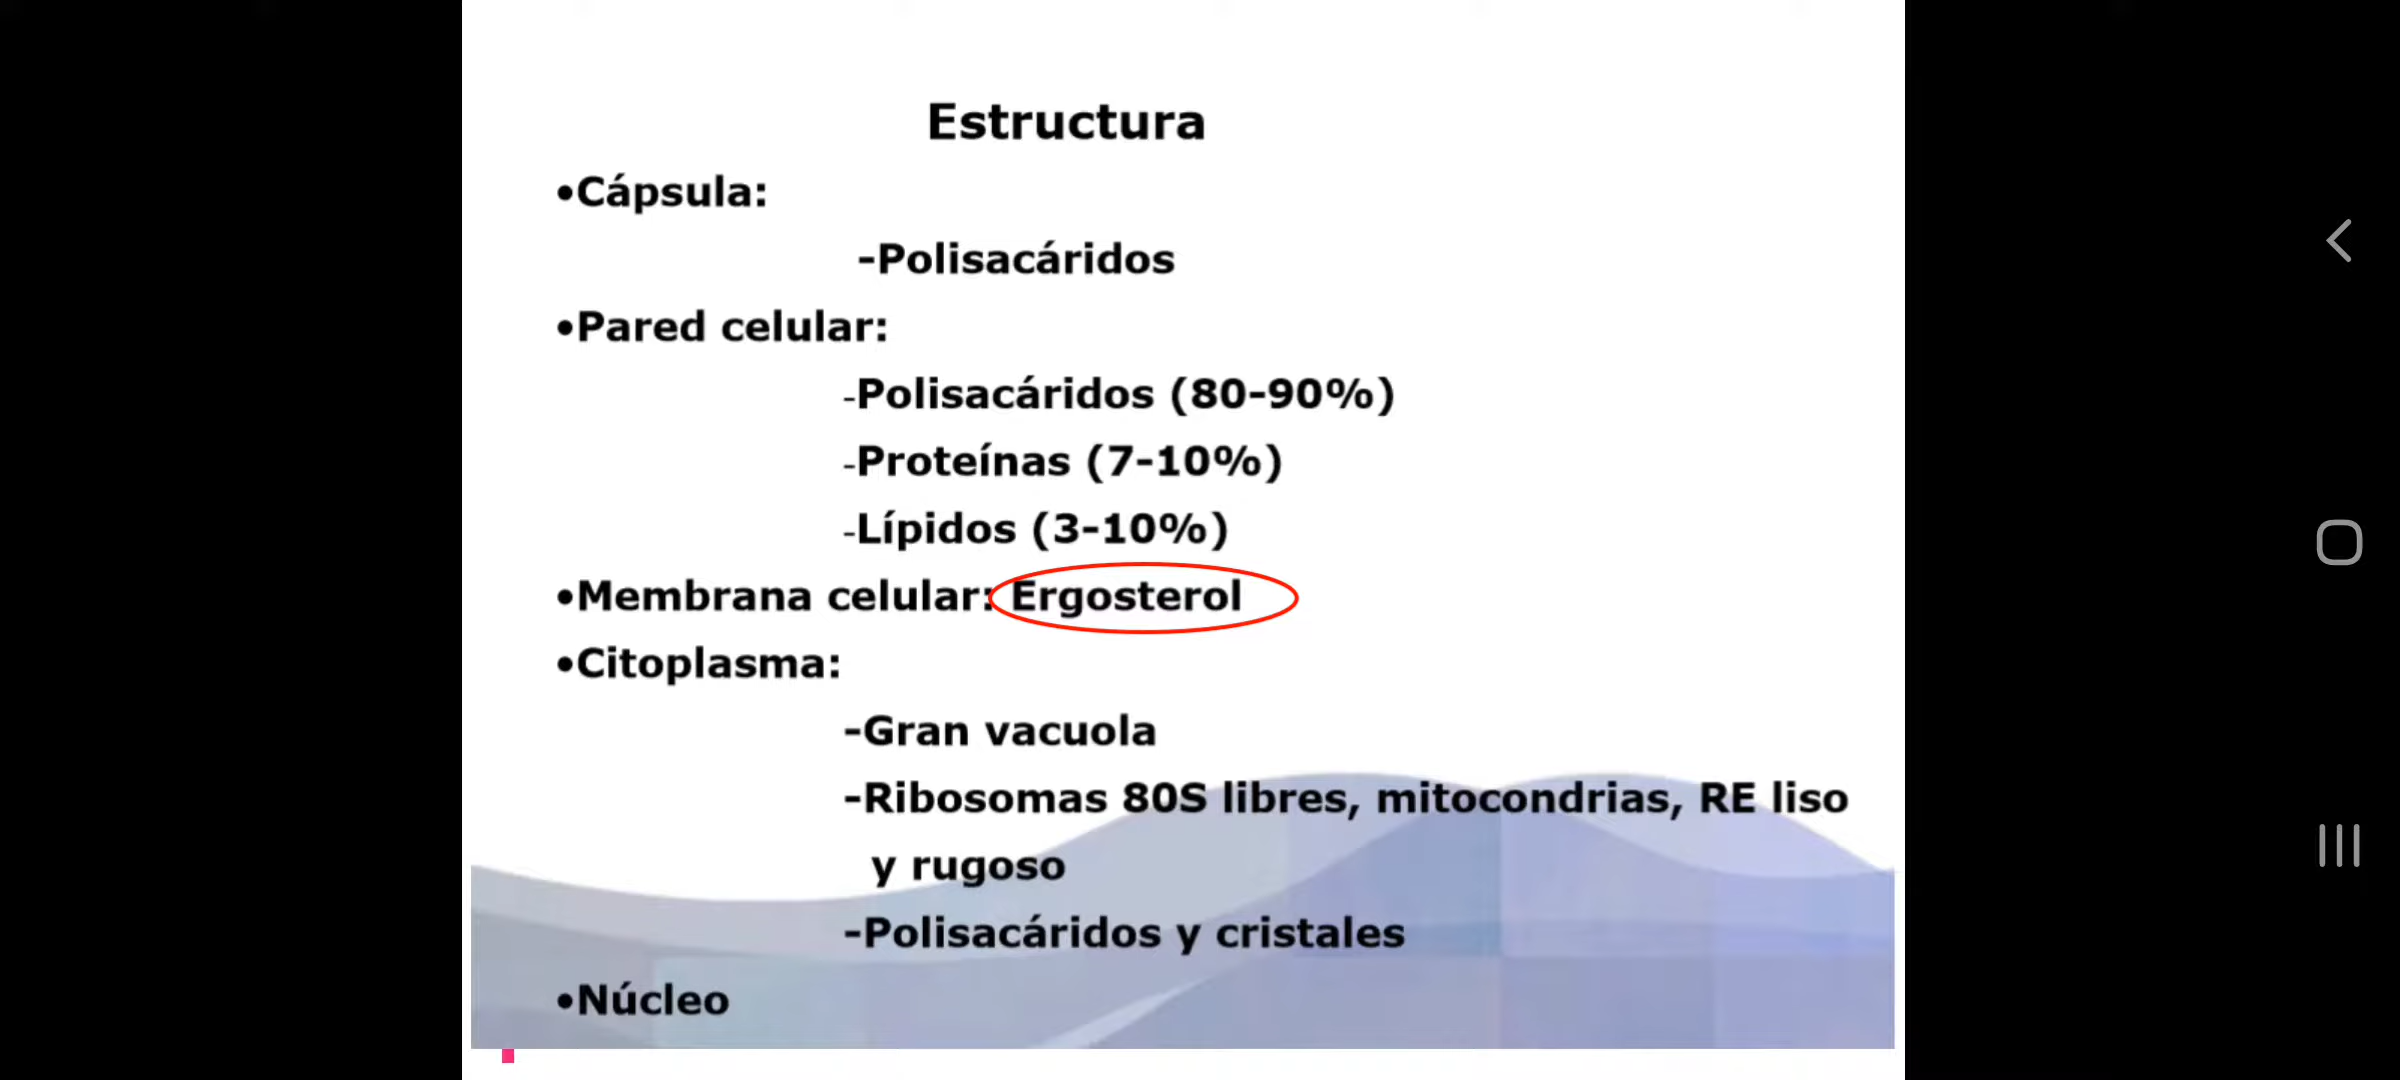 Estructura
•Cápsula:
-Polisacáridos
•Pared celular:
-Polisacáridos (80-90%)
-Proteínas (7-10%)
-Lípidos (3-10%)
•Membrana celular: Ergosterol
•Citoplasma:
-Gran vacuola
-Ribosomas 80S libres, mitocondrias, RE liso
y rugoso
-Polisacáridos y cristales
•Núcleo